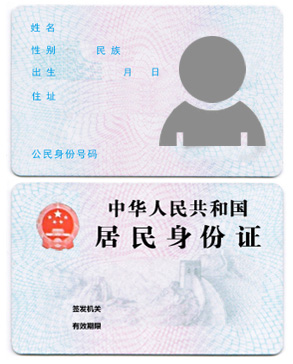 姓名
性别 民族
出生 月 日
住址
公民身份号码
中华人民共和国
居民身份证
签发机关
有效期限